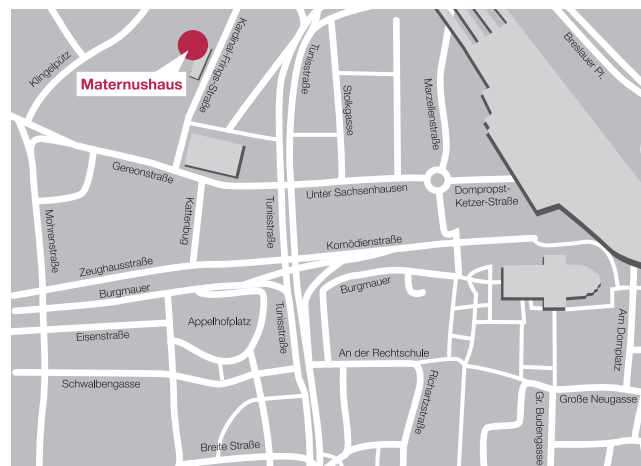 Klingelpütz
Kardinal-Frings-Straße
Maternushaus
Tunisstraße
Stolkgasse
Marzellenstraße
Breslauer Pl.
Gereonstraße
Unter Sachsenhausen
Dompropst-
Ketzer-Straße
Mohrenstraße
Kattenbug
Tunisstraße
Komödienstraße
Zeughausstraße
Burgmauer
Burgmauer
Appelhofplatz
Eisenstraße
Tunisstraße
An der Rechtschule
Am Domplatz
Schwalbengasse
Richartzstraße
Gr. Budengasse
Große Neugasse
Breite Straße